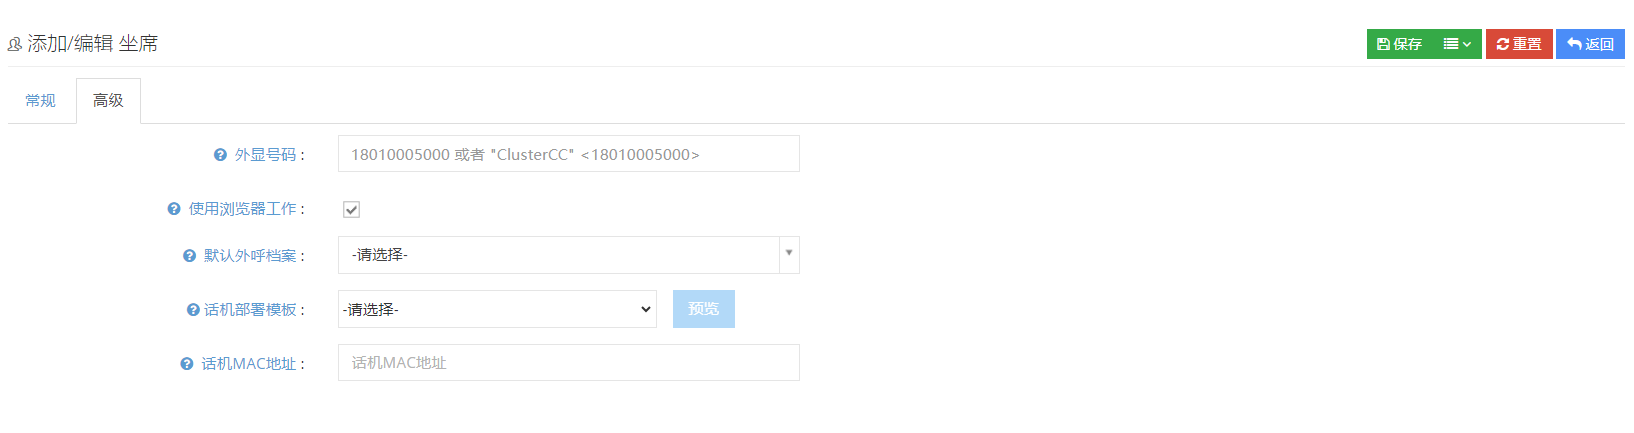 添加/编辑 坐席
保存
重置
返回
常规
高级
外显号码 :
18010005000 或者 "ClusterCC" <18010005000>
使用浏览器工作 :
默认外呼档案 :
-请选择-
话机部署模板 :
-请选择-
预览
话机MAC地址 :
话机MAC地址